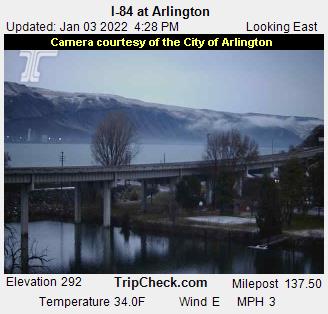 I-84 at Arlington
Updated: Jan 03 2022 4:28 PM Looking East
Camera courtesy of the City of Arlington
Elevation 292 TripCheck.com Milepost 137.50
Temperature 34.0F Wind E MPH 3